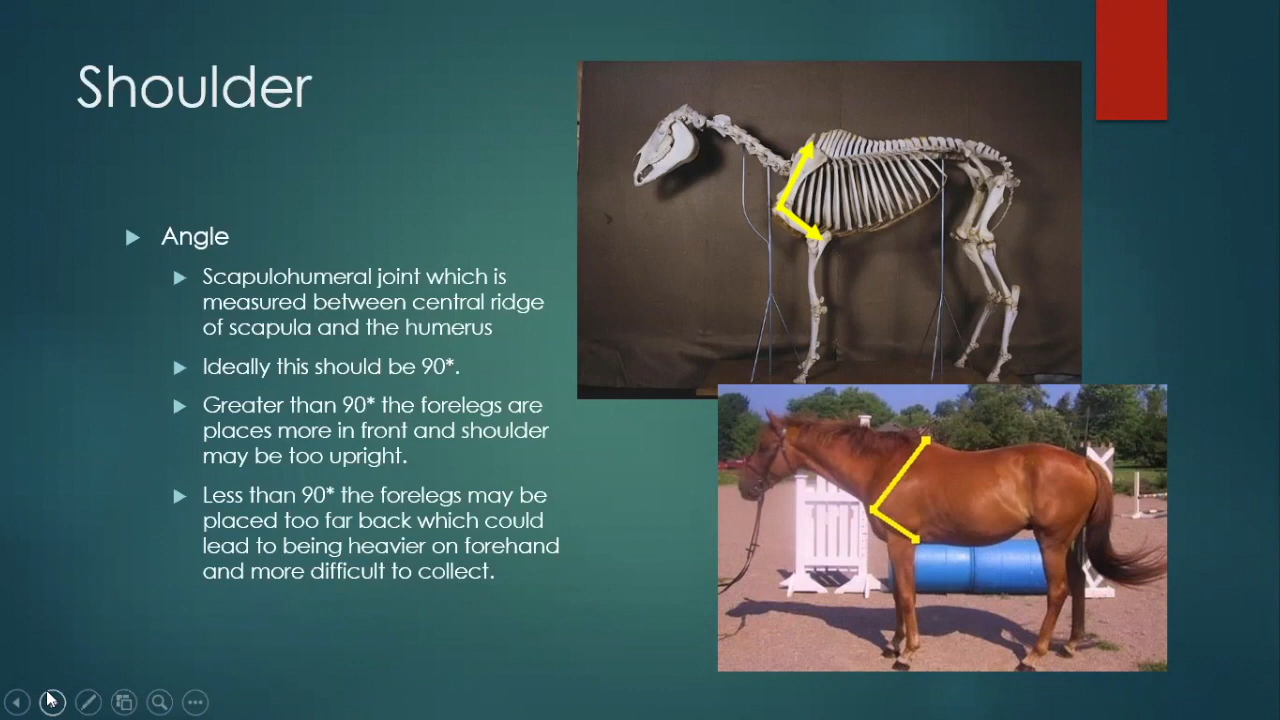 Shoulder
Angle
Scapulohumeral joint which is
measured between central ridge
of scapula and the humerus
Ideally this should be 90*.
Greater than 90* the forelegs are
places more in front and shoulder
may be too upright.
Less than 90* the forelegs may be
placed too far back which could
lead to being heavier on forehand
and more difficult to collect.